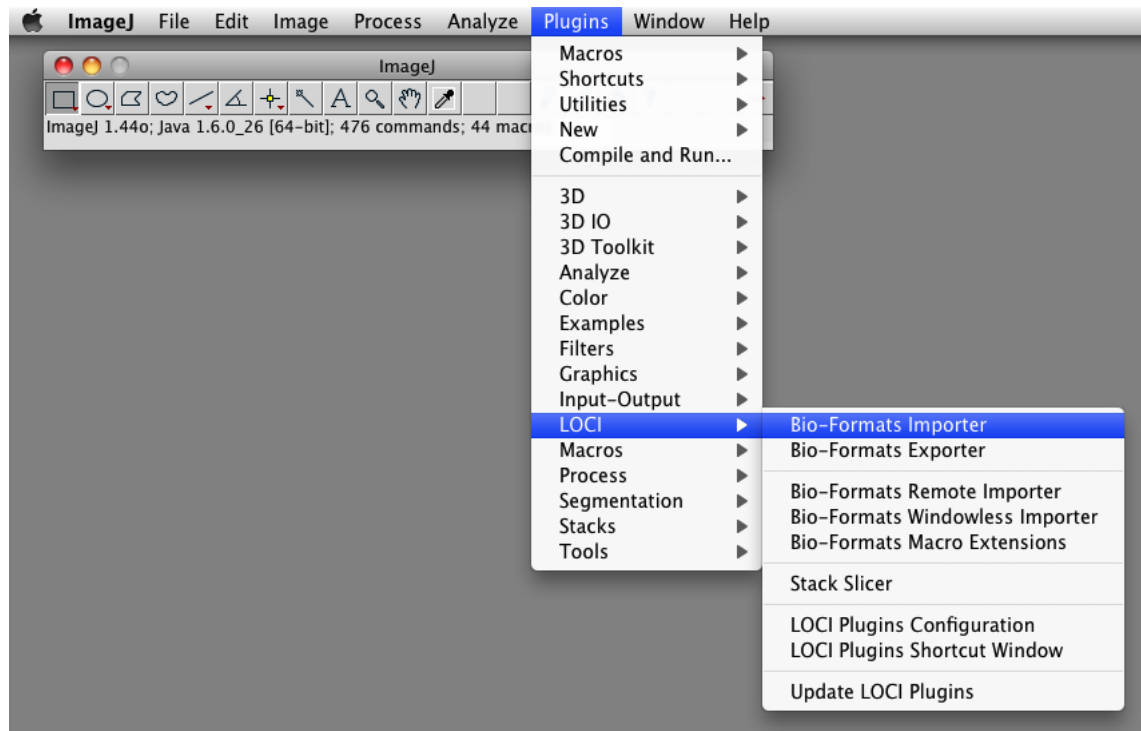 ImageJ File Edit Image Process Analyze Plugins Window Help
ImageJ
ImageJ 1.44o; Java 1.6.0_26 [64-bit]; 476 commands; 44
Macros
Shortcuts
Utilities
New
Compile and Run...
3D
3D IO
3D Toolkit
Analyze
Color
Examples
Filters
Graphics
Input-Output
LOCI
Macros
Process
Segmentation
Stacks
Tools
Bio-Formats Importer
Bio-Formats Exporter
Bio-Formats Remote Importer
Bio-Formats Windowless Importer
Bio-Formats Macro Extensions
Stack Slicer
LOCI Plugins Configuration
LOCI Plugins Shortcut Window
Update LOCI Plugins